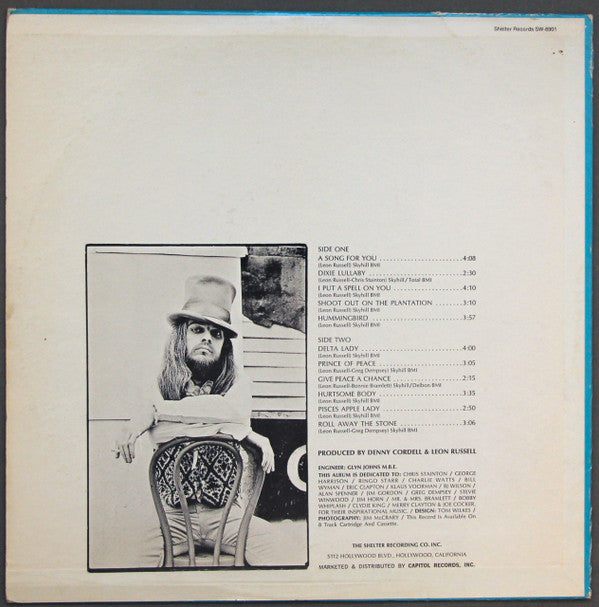 Shelter Records SW-8901
SIDE ONE
A SONG FOR YOU ........................4:08
(Leon Russell) Skyhill BMI
DIXIE LULLABY ........................2:30
(Leon Russell-Chris Stainton) Skyhill/Total BMI
I PUT A SPELL ON YOU ........................4:10
(Leon Russell) Skyhill BMI
SHOOT OUT ON THE PLANTATION ............3:10
(Leon Russell) Skyhill BMI
HUMMINGBIRD ........................3:57
(Leon Russell) Skyhill BMI
SIDE TWO
DELTA LADY ........................4:00
(Leon Russell) Skyhill BMI
PRINCE OF PEACE ........................3:05
(Leon Russell-Greg Dempsey) Skyhill BMI
GIVE PEACE A CHANCE ........................2:15
(Leon Russell-Bonnie Bramlett) Skyhill/Delbon BMI
HURTSOME BODY ........................3:35
(Leon Russell) Skyhill BMI
PISCES APPLE LADY ........................2:50
(Leon Russell) Skyhill BMI
ROLL AWAY THE STONE ........................3:06
(Leon Russell-Greg Dempsey) Skyhill BMI
PRODUCED BY DENNY CORDELL & LEON RUSSELL
ENGINEER: GLYN JOHNS M.B.E.
THIS ALBUM IS DEDICATED TO: CHRIS STAINTON / GEORGE
HARRISON / RINGO STARR / CHARLIE WATTS / BILL
WYMAN / ERIC CLAPTON / KLAUS VOORMAN / BJ WILSON /
ALAN SPENNER / JIM GORDON / GREG DEMPSEY / STEVIE
WINWOOD / JIM HORN / MR. & MRS. BRAMLETT / BOBBY
WHIPLASH / CLYDIE KING / MERRY CLAYTON & JOE COCKER,
FOR THEIR INSPIRATIONAL MUSIC. / DESIGN: TOM WILKES /
PHOTOGRAPHY: JIM McCRARY / This Record Is Available On
8 Track Cartridge And Cassette.
THE SHELTER RECORDING CO. INC.
5112 HOLLYWOOD BLVD., HOLLYWOOD, CALIFORNIA
MARKETED & DISTRIBUTED BY CAPITOL RECORDS, INC.